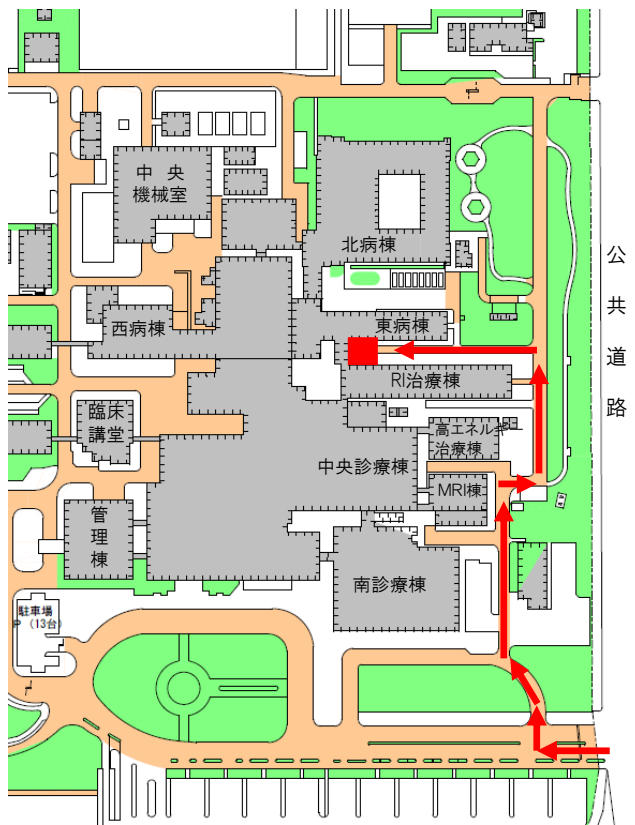 中　央
機械室
北病棟
公
共
道
路
西病棟
東病棟
RI治療棟
臨床
講堂
高エネルギー
治療棟
中央診療棟
MRI棟
管
理
棟
南診療棟
駐車場
P （13台）